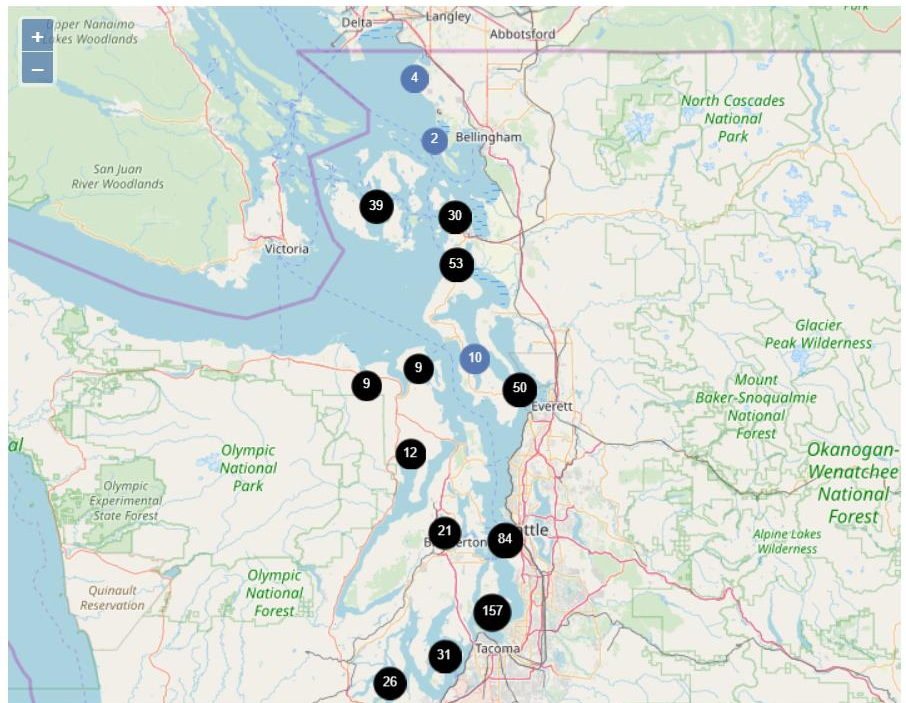 Delta
Langley
Abbotsford
Park
Upper Nanaimo
Lakes Woodlands
+
−
4
North Cascades
National
Park
2
Bellingham
San Juan
River Woodlands
39
30
Victoria
53
Glacier
Peak Wilderness
10
9
9
50
Everett
Mount
Baker-Snoqualmie
National
Forest
12
al
Olympic
National
Park
Okanogan-
Wenatchee
National
Forest
Olympic
Experimental
State Forest
21
84
ttle
Alpine Lakes
Wilderness
Quinault
Reservation
Olympic
National
Forest
157
31
Tacoma
26